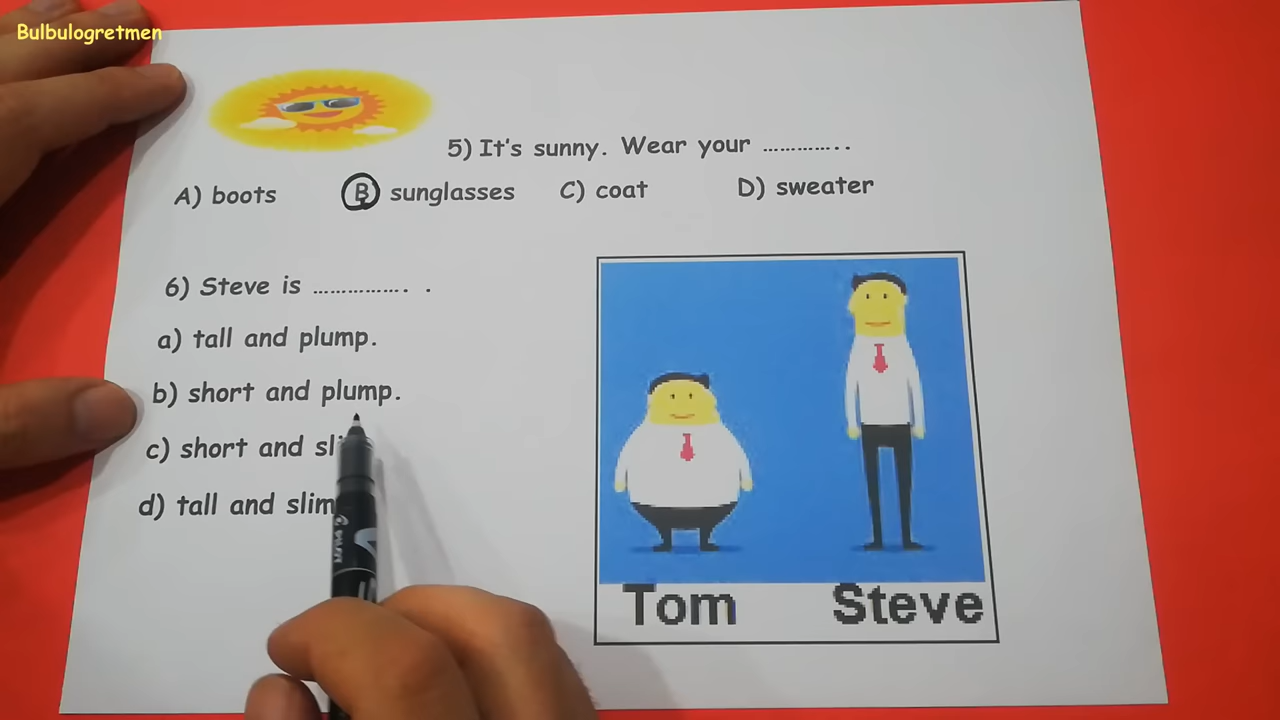 Bulbulogretmen
5) It's sunny. Wear your …………..
A) boots B sunglasses C) coat D) sweater
6) Steve is ……………. .
a) tall and plump.
b) short and plump.
c) short and
d) tall and slim
Tom Steve